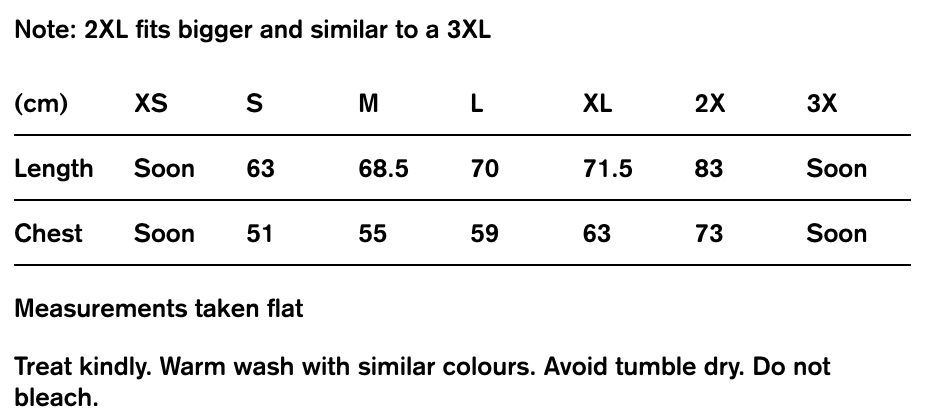 Note: 2XL fits bigger and similar to a 3XL
(cm) XS S M L XL 2X 3X
Length Soon 63 68.5 70 71.5 83 Soon
Chest Soon 51 55 59 63 73 Soon
Measurements taken flat
Treat kindly. Warm wash with similar colours. Avoid tumble dry. Do not
bleach.